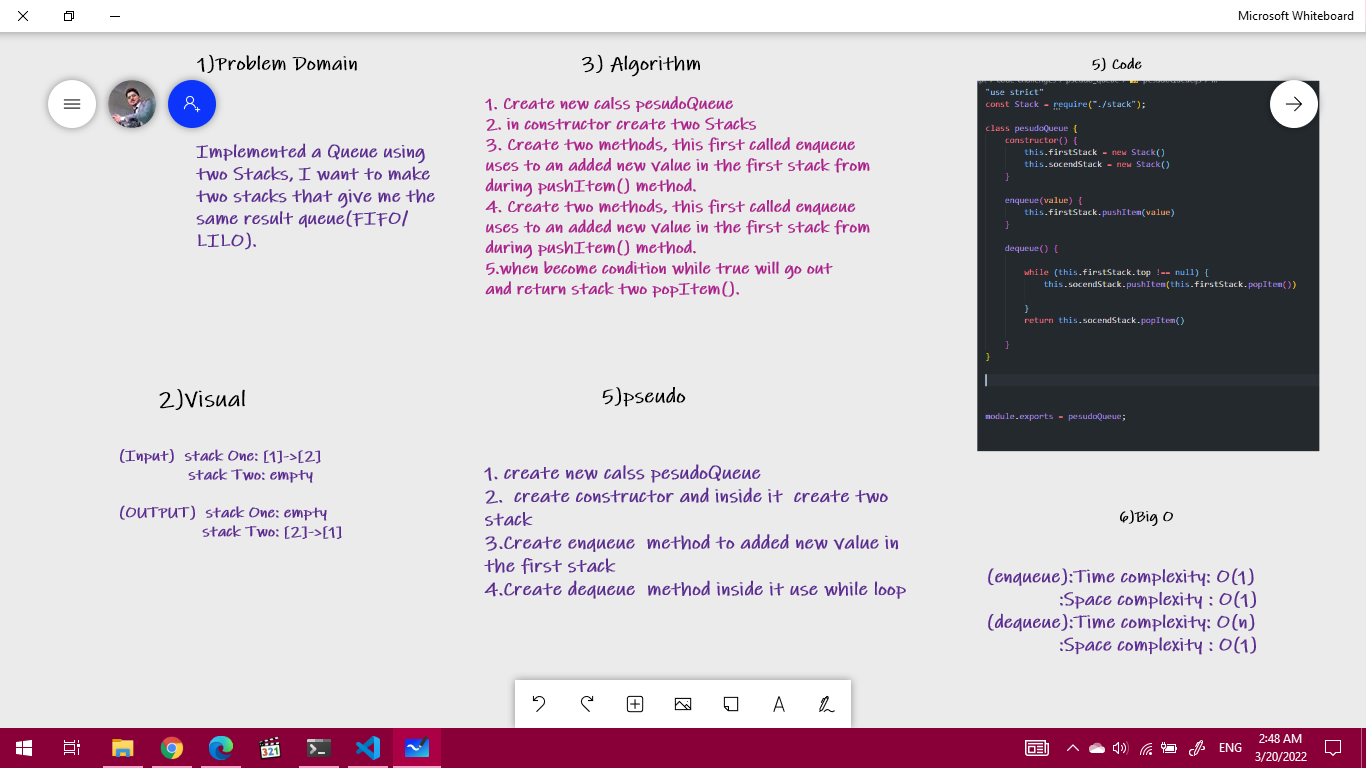 Microsoft Whiteboard
1)Problem Domain
Implemented a Queue using
two Stacks, I want to make
two stacks that give me the
same result queue(FIFO/
LILO).
2)Visual
(Input) stack One: [1]->[2]
stack Two: empty
(OUTPUT) stack One: empty
stack Two: [2]->[1]
3) Algorithm
1. Create new calss pesudoQueue
2. in constructor create two Stacks
3. Create two methods, this first called enqueue
uses to an added new value in the first stack from
during pushItem() method.
4. Create two methods, this first called enqueue
uses to an added new value in the first stack from
during pushItem() method.
5.when become condition while true will go out
and return stack two popItem().
5)pseudo
1. create new calss pesudoQueue
2. create constructor and inside it create two
stack
3.Create enqueue method to added new value in
the first stack
4.Create dequeue method inside it use while loop
5) Code
"use strict"
const Stack = require("./stack");
class pesudoQueue {
constructor() {
this.firstStack = new Stack()
this.socendStack = new Stack()
}
enqueue(value) {
this.firstStack.pushItem(value)
}
dequeue() {
while (this.firstStack.top !== null) {
this.socendStack.pushItem(this.firstStack.popItem())
}
return this.socendStack.popItem()
}
}
module.exports = pesudoQueue;
6)Big O
(enqueue):Time complexity: O(1)
:Space complexity : O(1)
(dequeue):Time complexity: O(n)
:Space complexity : O(1)
321
ENG
2:48 AM
3/20/2022